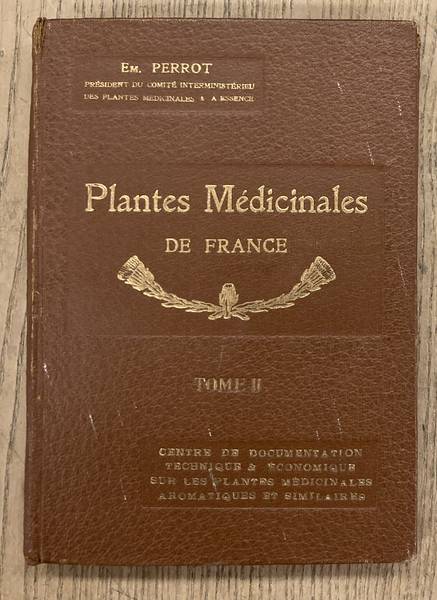 EM. PERROT
PRÉSIDENT DU COMITÉ INTERMINISTÉRIEL
DES PLANTES MÉDICINALES & A ESSENCE
Plantes Médicinales
DE FRANCE
TOME II
CENTRE DE DOCUMENTATION
TECHNIQUE & ÉCONOMIQUE
SUR LES PLANTES MÉDICINALES
AROMATIQUES ET SIMILAIRES